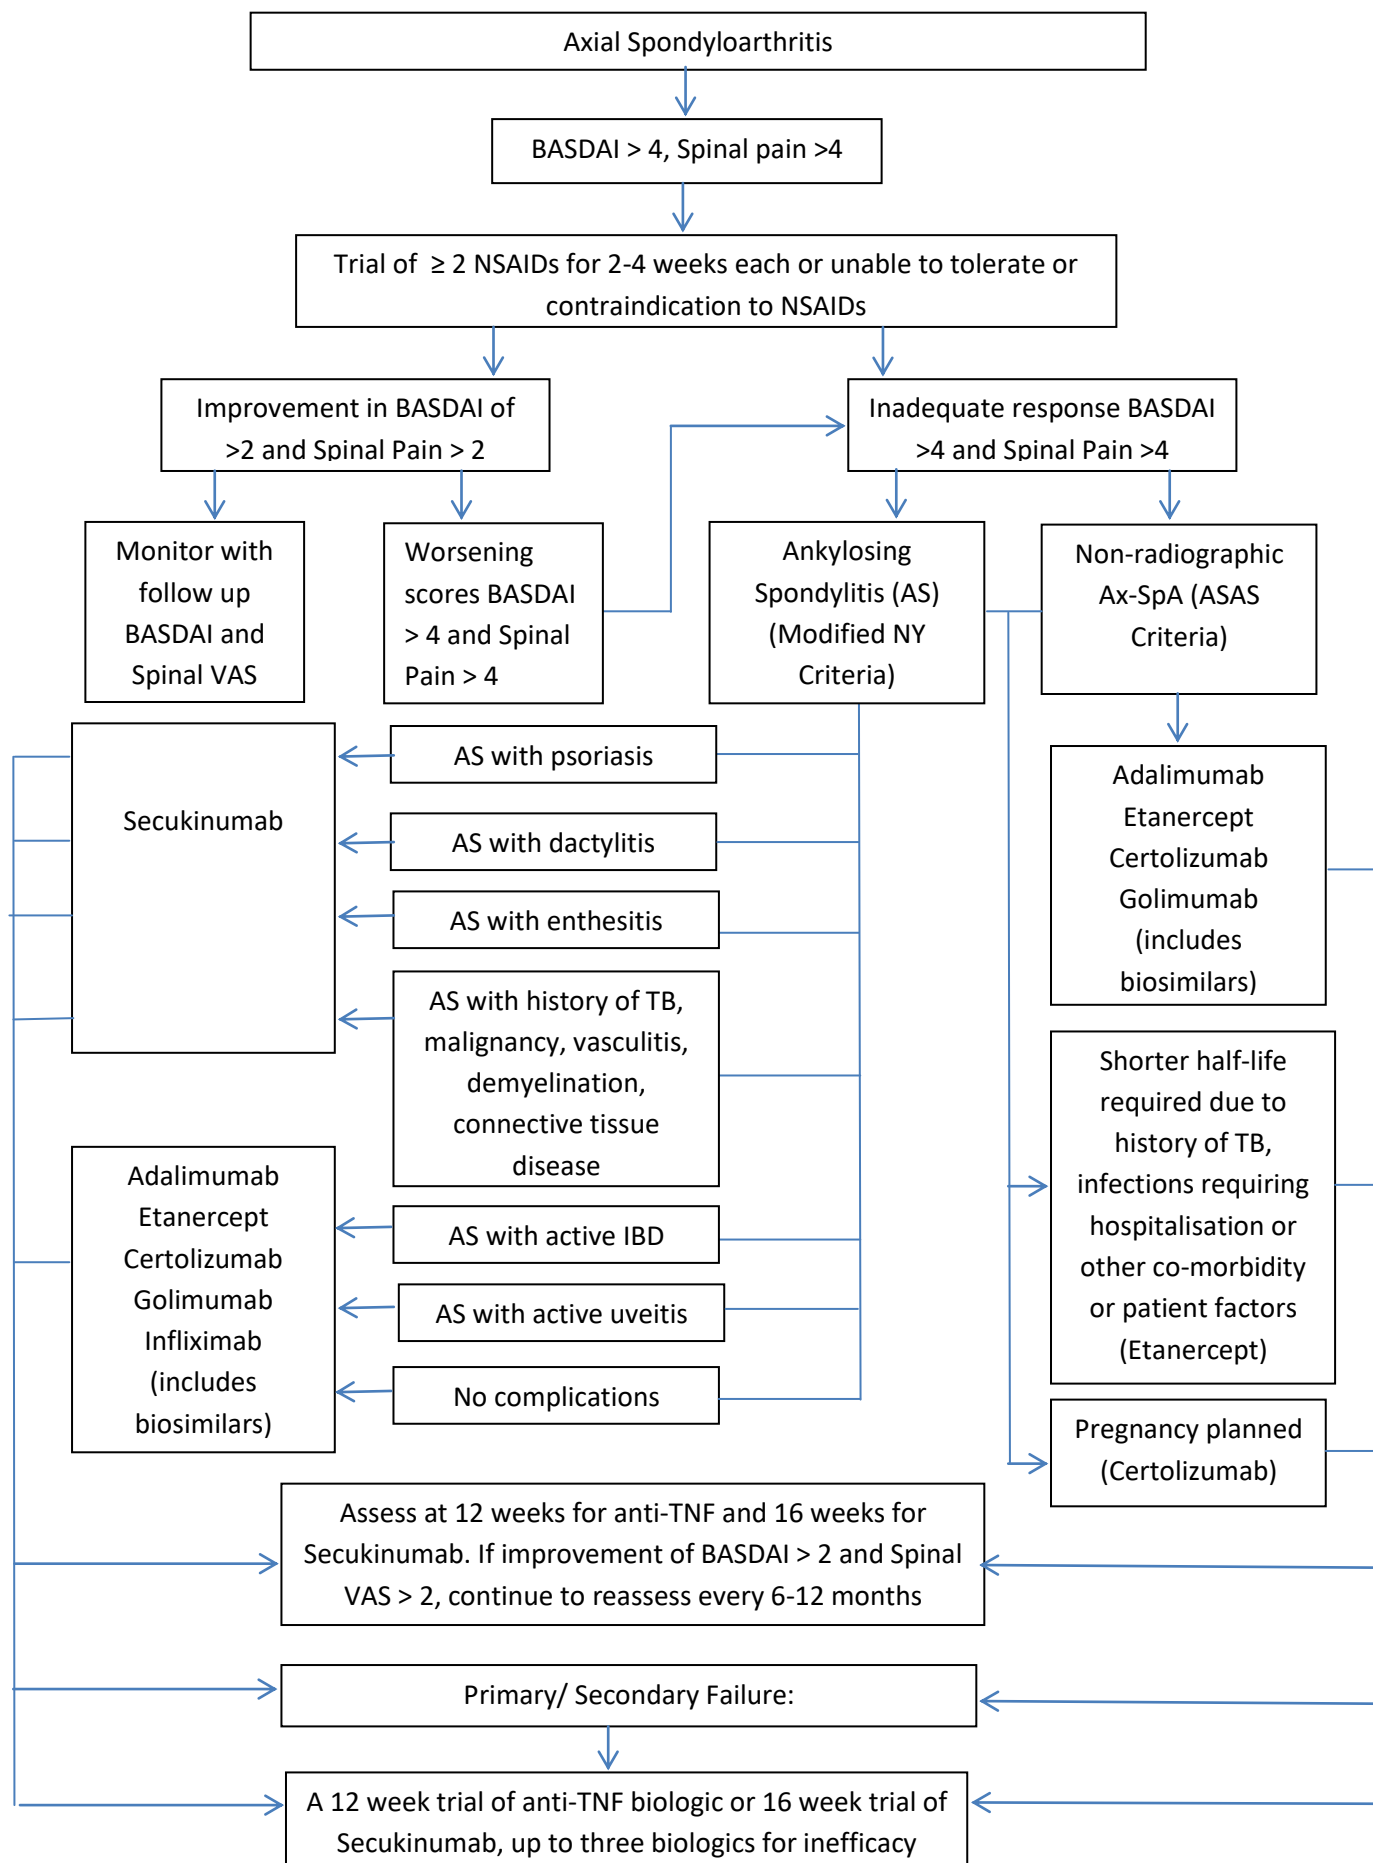 Axial Spondyloarthritis
BASDAI > 4, Spinal pain >4
Trial of ≥ 2 NSAIDs for 2-4 weeks each or unable to tolerate or
contraindication to NSAIDs
Improvement in BASDAI of
>2 and Spinal Pain > 2
Inadequate response BASDAI
>4 and Spinal Pain >4
Monitor with
follow up
BASDAI and
Spinal VAS
Worsening
scores BASDAI
> 4 and Spinal
Pain > 4
Ankylosing
Spondylitis (AS)
(Modified NY
Criteria)
Non-radiographic
Ax-SpA (ASAS
Criteria)
Secukinumab
AS with psoriasis
AS with dactylitis
AS with enthesitis
AS with history of TB,
malignancy, vasculitis,
demyelination,
connective tissue
disease
Adalimumab
Etanercept
Certolizumab
Golimumab
(includes
biosimilars)
Shorter half-life
required due to
history of TB,
infections requiring
hospitalisation or
other co-morbidity
or patient factors
(Etanercept)
Adalimumab
Etanercept
Certolizumab
Golimumab
Infliximab
(includes
biosimilars)
AS with active IBD
AS with active uveitis
No complications
Pregnancy planned
(Certolizumab)
Assess at 12 weeks for anti-TNF and 16 weeks for
Secukinumab. If improvement of BASDAI > 2 and Spinal
VAS > 2, continue to reassess every 6-12 months
Primary/ Secondary Failure:
A 12 week trial of anti-TNF biologic or 16 week trial of
Secukinumab, up to three biologics for inefficacy